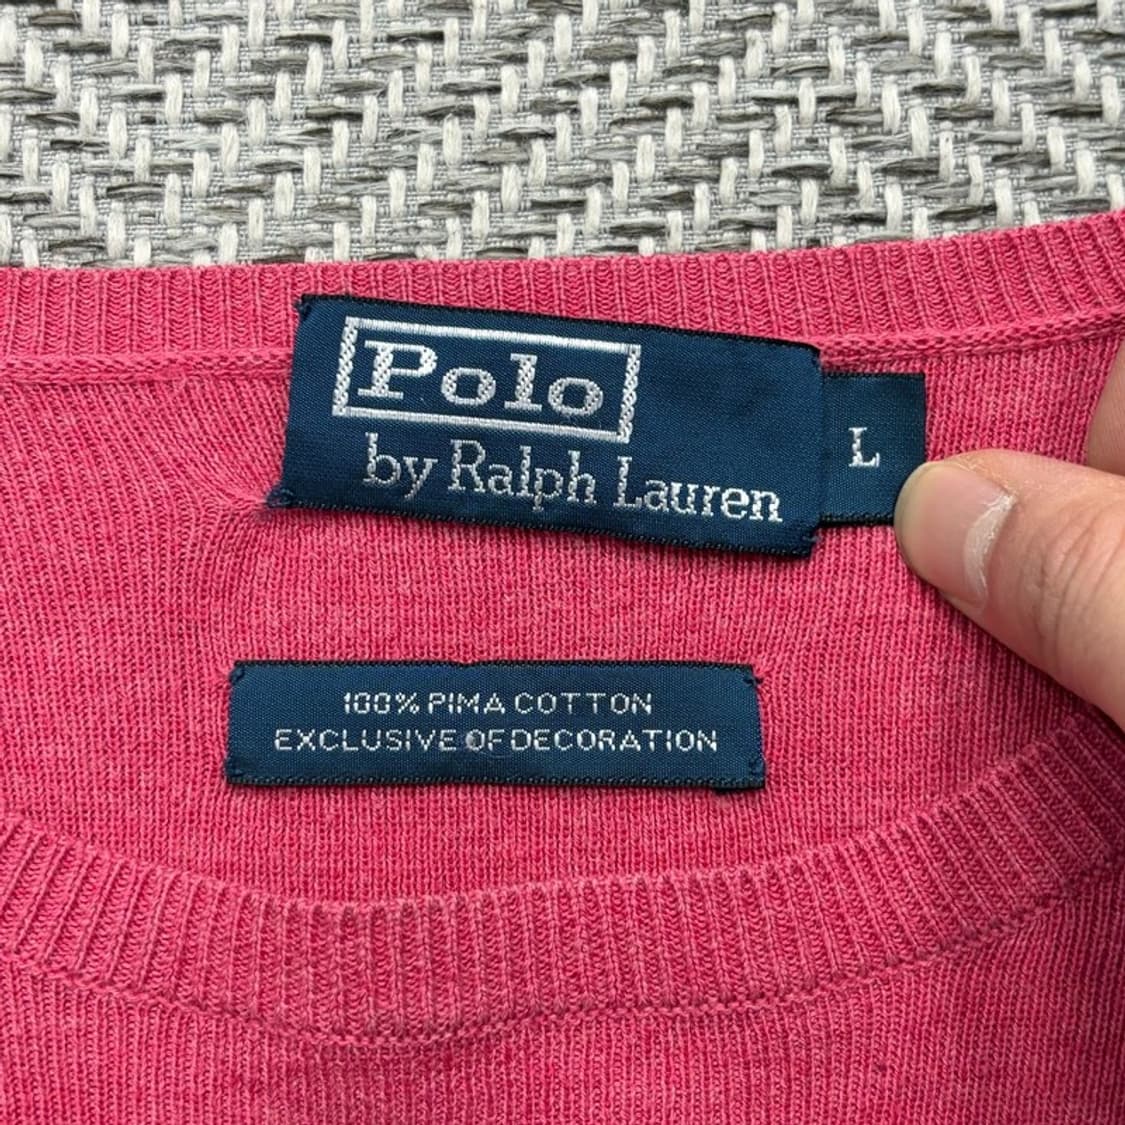 Polo
by Ralph Lauren
L
100% PIMA COTTON
EXCLUSIVE OF DECORATION